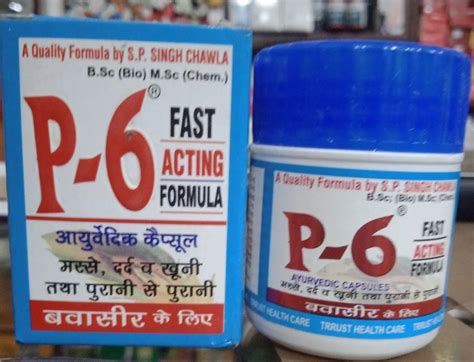 A Quality Formula by S.P. SINGH CHAWLA
B.Sc (Bio) M.Sc (Chem.)
P-6®
FAST
ACTING
FORMULA
आयुर्वेदिक कैप्सूल
मस्से, दर्द व खूनी
तथा पुरानी से पुरानी
बवासीर के लिए
A Quality Formula by S.P. SINGH CHAWLA
B.Sc; (Bio) M.Sc (Chem
P-6®
FAST
ACTING
FORMULA
AYURVEDIC CAPSULES
मस्से, दर्द व खूनी
तथा पुरानी से पुरानी
बवासीर के लिए
TRRUST HEALTH CARE
TRRUST HEAL